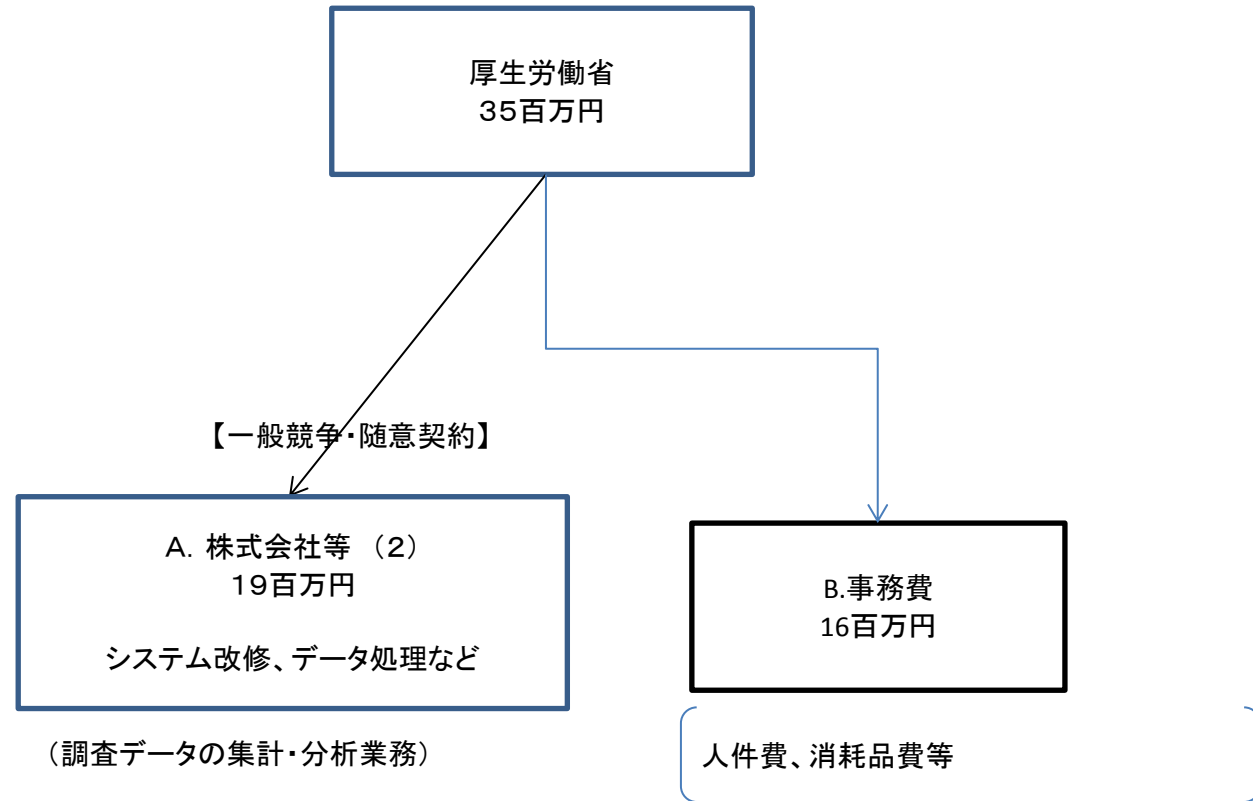 厚生労働省
35百万円
【一般競争・随意契約】
A．株式会社等　（2）
19百万円
システム改修、データ処理など
（調査データの集計・分析業務）
B.事務費
16百万円
人件費、消耗品費等